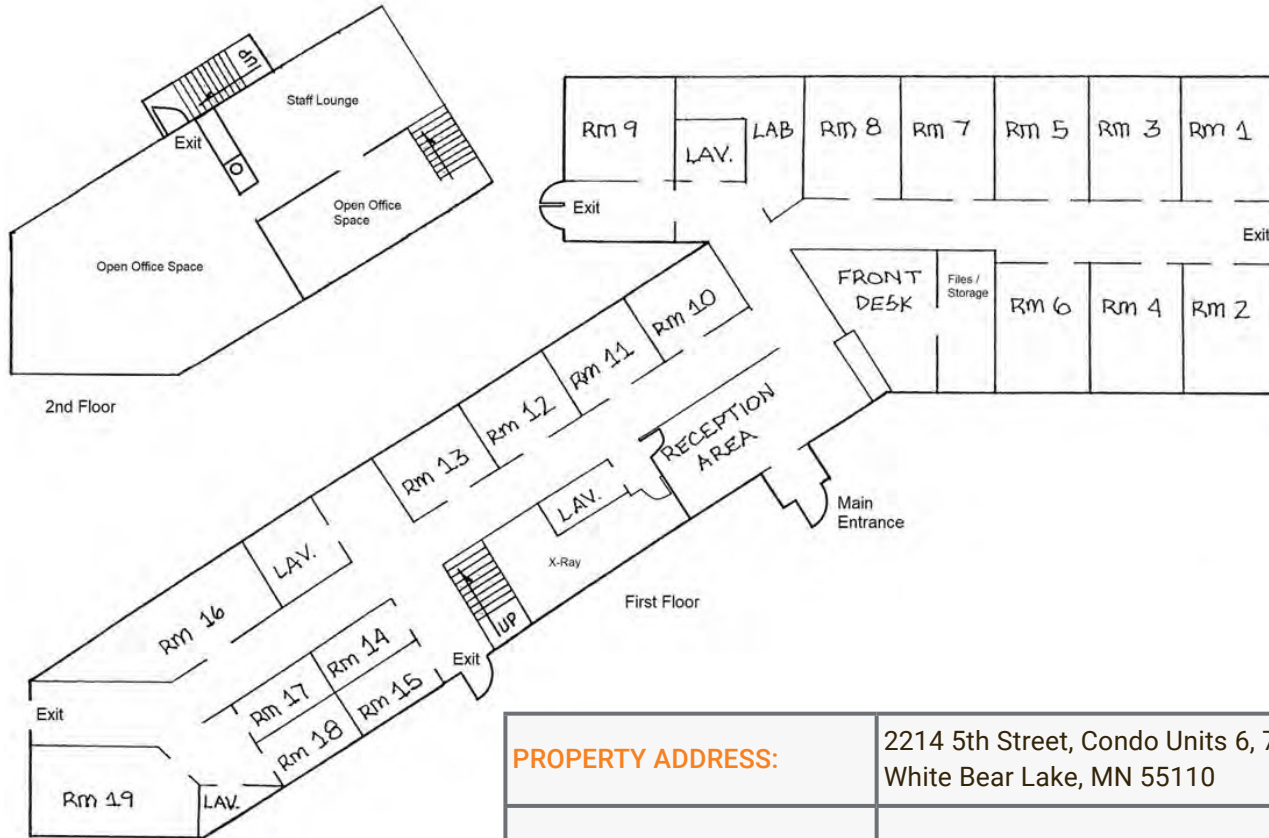 UP
Staff Lounge
Exit
Open Office
Space
Open Office Space
2nd Floor
Rm 9
LAV.
LAB
Rm 8
Rm 7
Rm 5
Rm 3
Rm 1
Exit
Exit
FRONT
DESK
Files /
Storage
Rm 6
Rm 4
Rm 2
Rm 10
Rm 11
Rm 12
Rm 13
RECEPTION
AREA
Main
Entrance
LAV.
X-Ray
UP
First Floor
LAV.
Rm 16
Rm 14
Rm 15
Exit
Rm 17
Rm 18
Exit
Rm 19
LAV.
PROPERTY ADDRESS:
2214 5th Street, Condo Units 6, 7
White Bear Lake, MN 55110